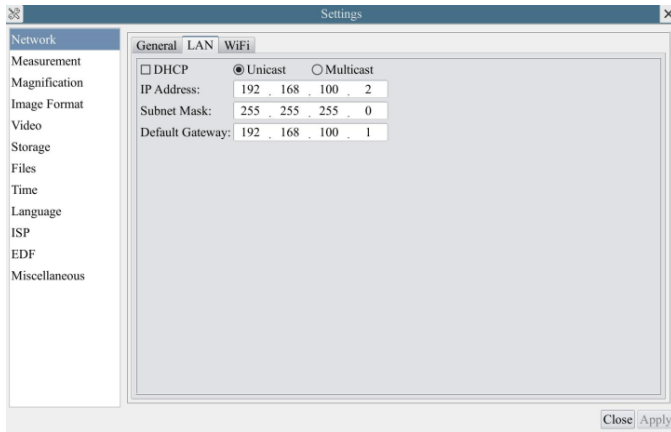 Settings
Network
Measurement
Magnification
Image Format
Video
Storage
Files
Time
Language
ISP
EDF
Miscellaneous
General LAN WiFi
DHCP Unicast Multicast
IP Address: 192 . 168 . 100 . 2
Subnet Mask: 255 . 255 . 255 . 0
Default Gateway: 192 . 168 . 100 . 1
Close Apply